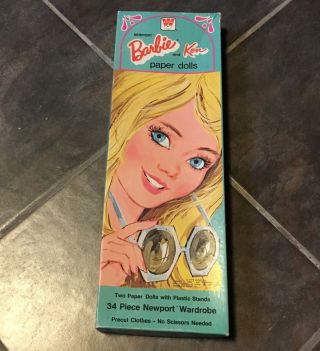 NEWPORT
Barbie and Ken
paper dolls
Two Paper Dolls with Plastic Stands
34 Piece Newport Wardrobe
Precut Clothes - No Scissors Needed